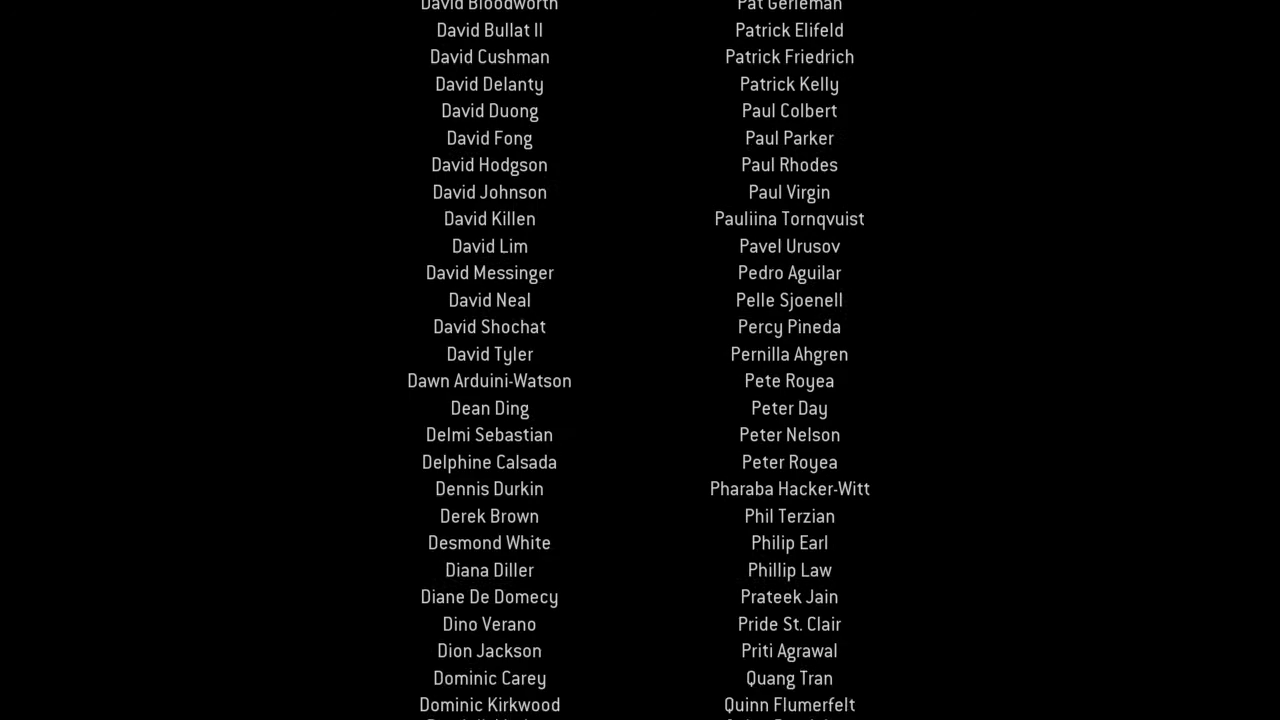 David Bloodworth
David Bullat II
David Cushman
David Delanty
David Duong
David Fong
David Hodgson
David Johnson
David Killen
David Lim
David Messinger
David Neal
David Shochat
David Tyler
Dawn Arduini-Watson
Dean Ding
Delmi Sebastian
Delphine Calsada
Dennis Durkin
Derek Brown
Desmond White
Diana Diller
Diane De Domecy
Dino Verano
Dion Jackson
Dominic Carey
Dominic Kirkwood
Pat Gerleman
Patrick Elifeld
Patrick Friedrich
Patrick Kelly
Paul Colbert
Paul Parker
Paul Rhodes
Paul Virgin
Pauliina Tornqvuist
Pavel Urusov
Pedro Aguilar
Pelle Sjoenell
Percy Pineda
Pernilla Ahgren
Pete Royea
Peter Day
Peter Nelson
Peter Royea
Pharaba Hacker-Witt
Phil Terzian
Philip Earl
Phillip Law
Prateek Jain
Pride St. Clair
Priti Agrawal
Quang Tran
Quinn Flumerfelt